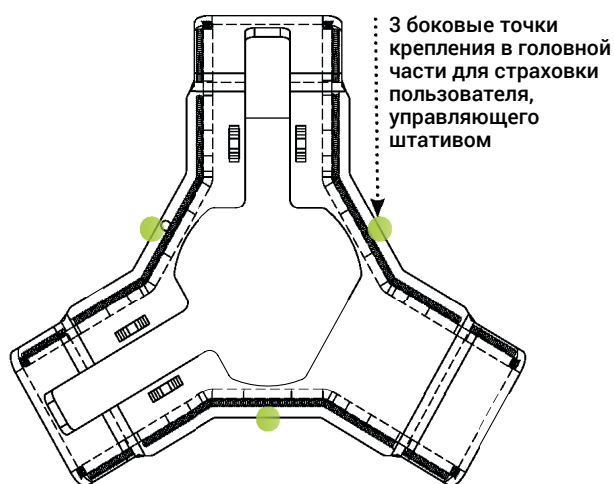 3 боковые точки
крепления в головной
части для страховки
пользователя,
управляющего
штативом